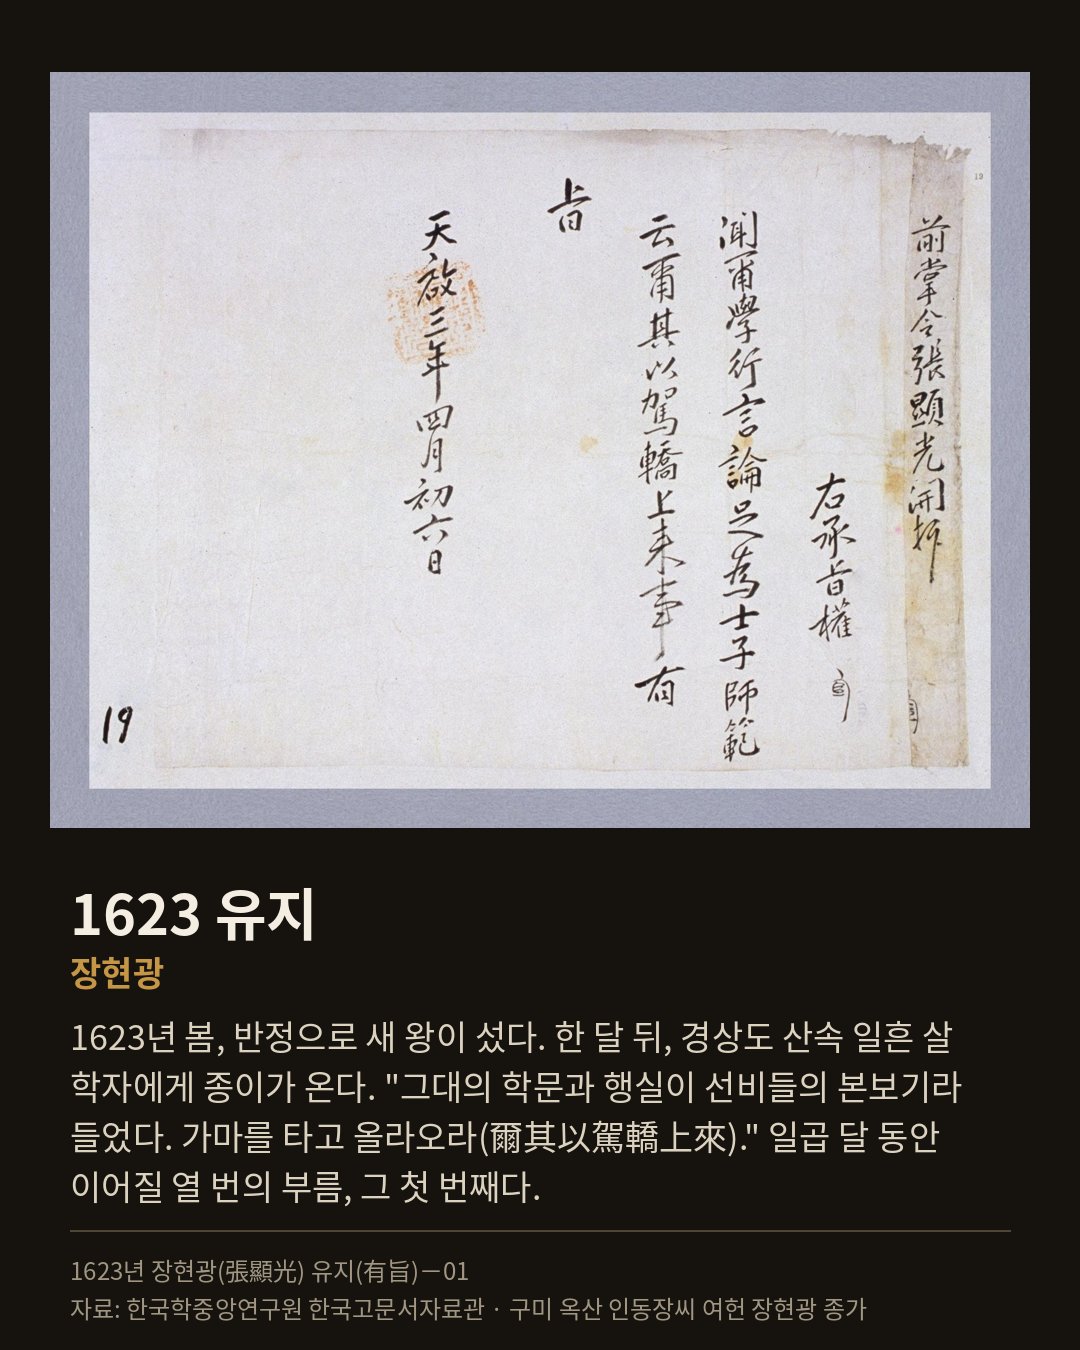 前掌令張顯光開拆
右承旨權
聞爾學行言論足為士子師範
云爾其以駕轎上來事有
旨
天啟三年四月初六日
19
19
1623 유지
장현광
1623년 봄, 반정으로 새 왕이 섰다. 한 달 뒤, 경상도 산속 일흔 살
학자에게 종이가 온다. "그대의 학문과 행실이 선비들의 본보기라
들었다. 가마를 타고 올라오라(爾其以駕轎上來)." 일곱 달 동안
이어질 열 번의 부름, 그 첫 번째다.
1623년 장현광(張顯光) 유지(有旨)－01
자료: 한국학중앙연구원 한국고문서자료관 · 구미 옥산 인동장씨 여헌 장현광 종가